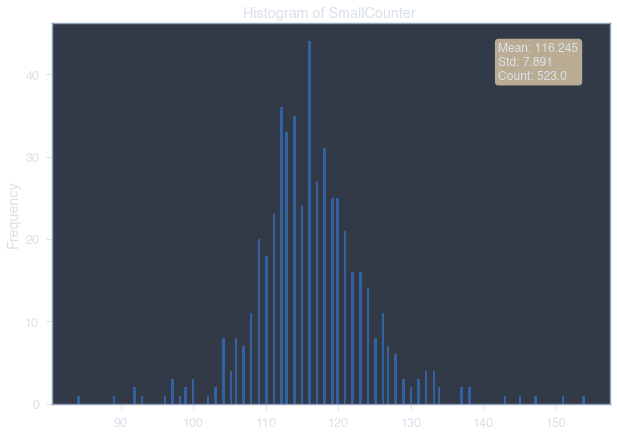 Histogram of SmallCounter
Mean: 116.245
Std: 7.891
Count: 523.0
Frequency
40
30
20
10
0
90 100 110 120 130 140 150